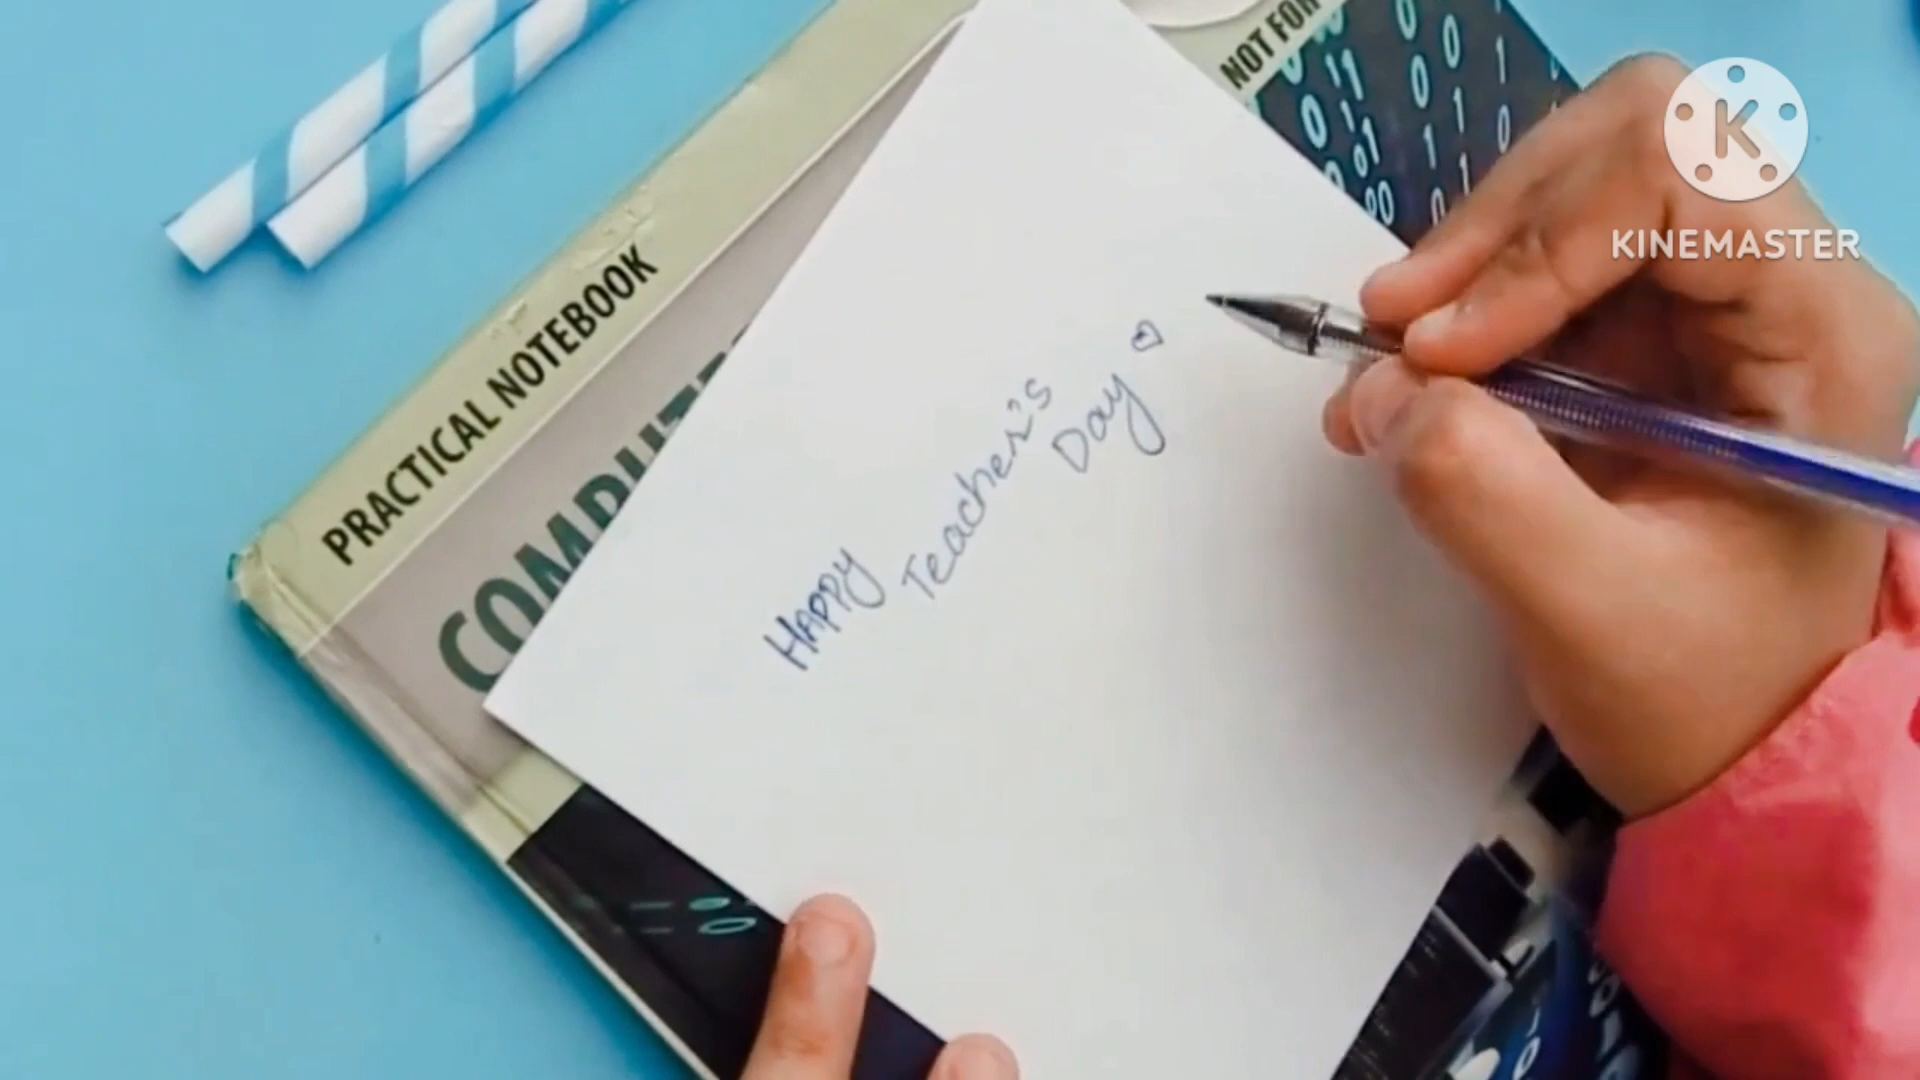 PRACTICAL NOTEBOOK
NOT FOR
KINEMASTER
Happy
Teacher's
Day